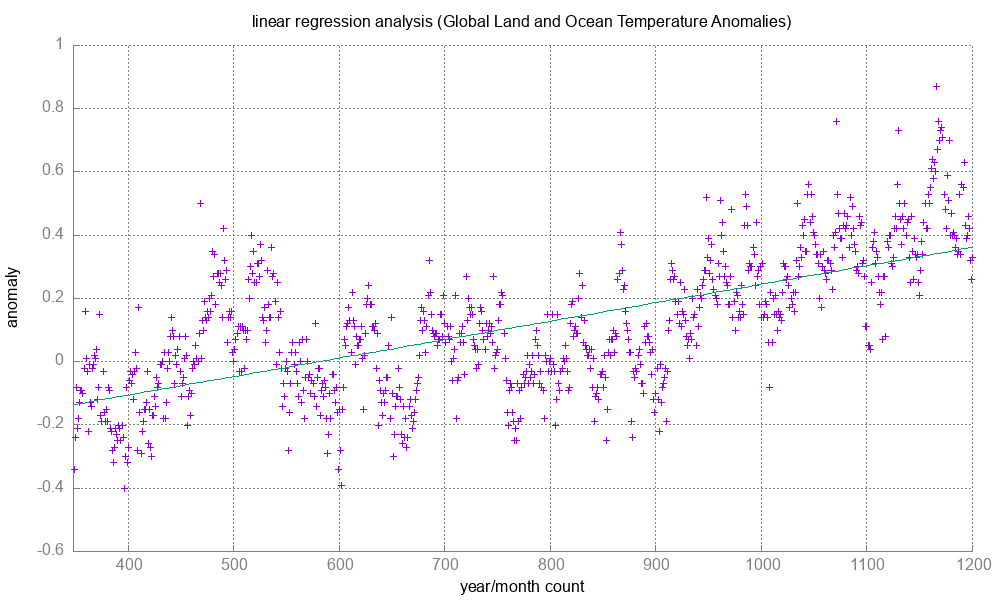 linear regression analysis (Global Land and Ocean Temperature Anomalies)
1
0.8
0.6
0.4
0.2
0
-0.2
-0.4
-0.6
anomaly
400 500 600 700 800 900 1000 1100 1200
year/month count